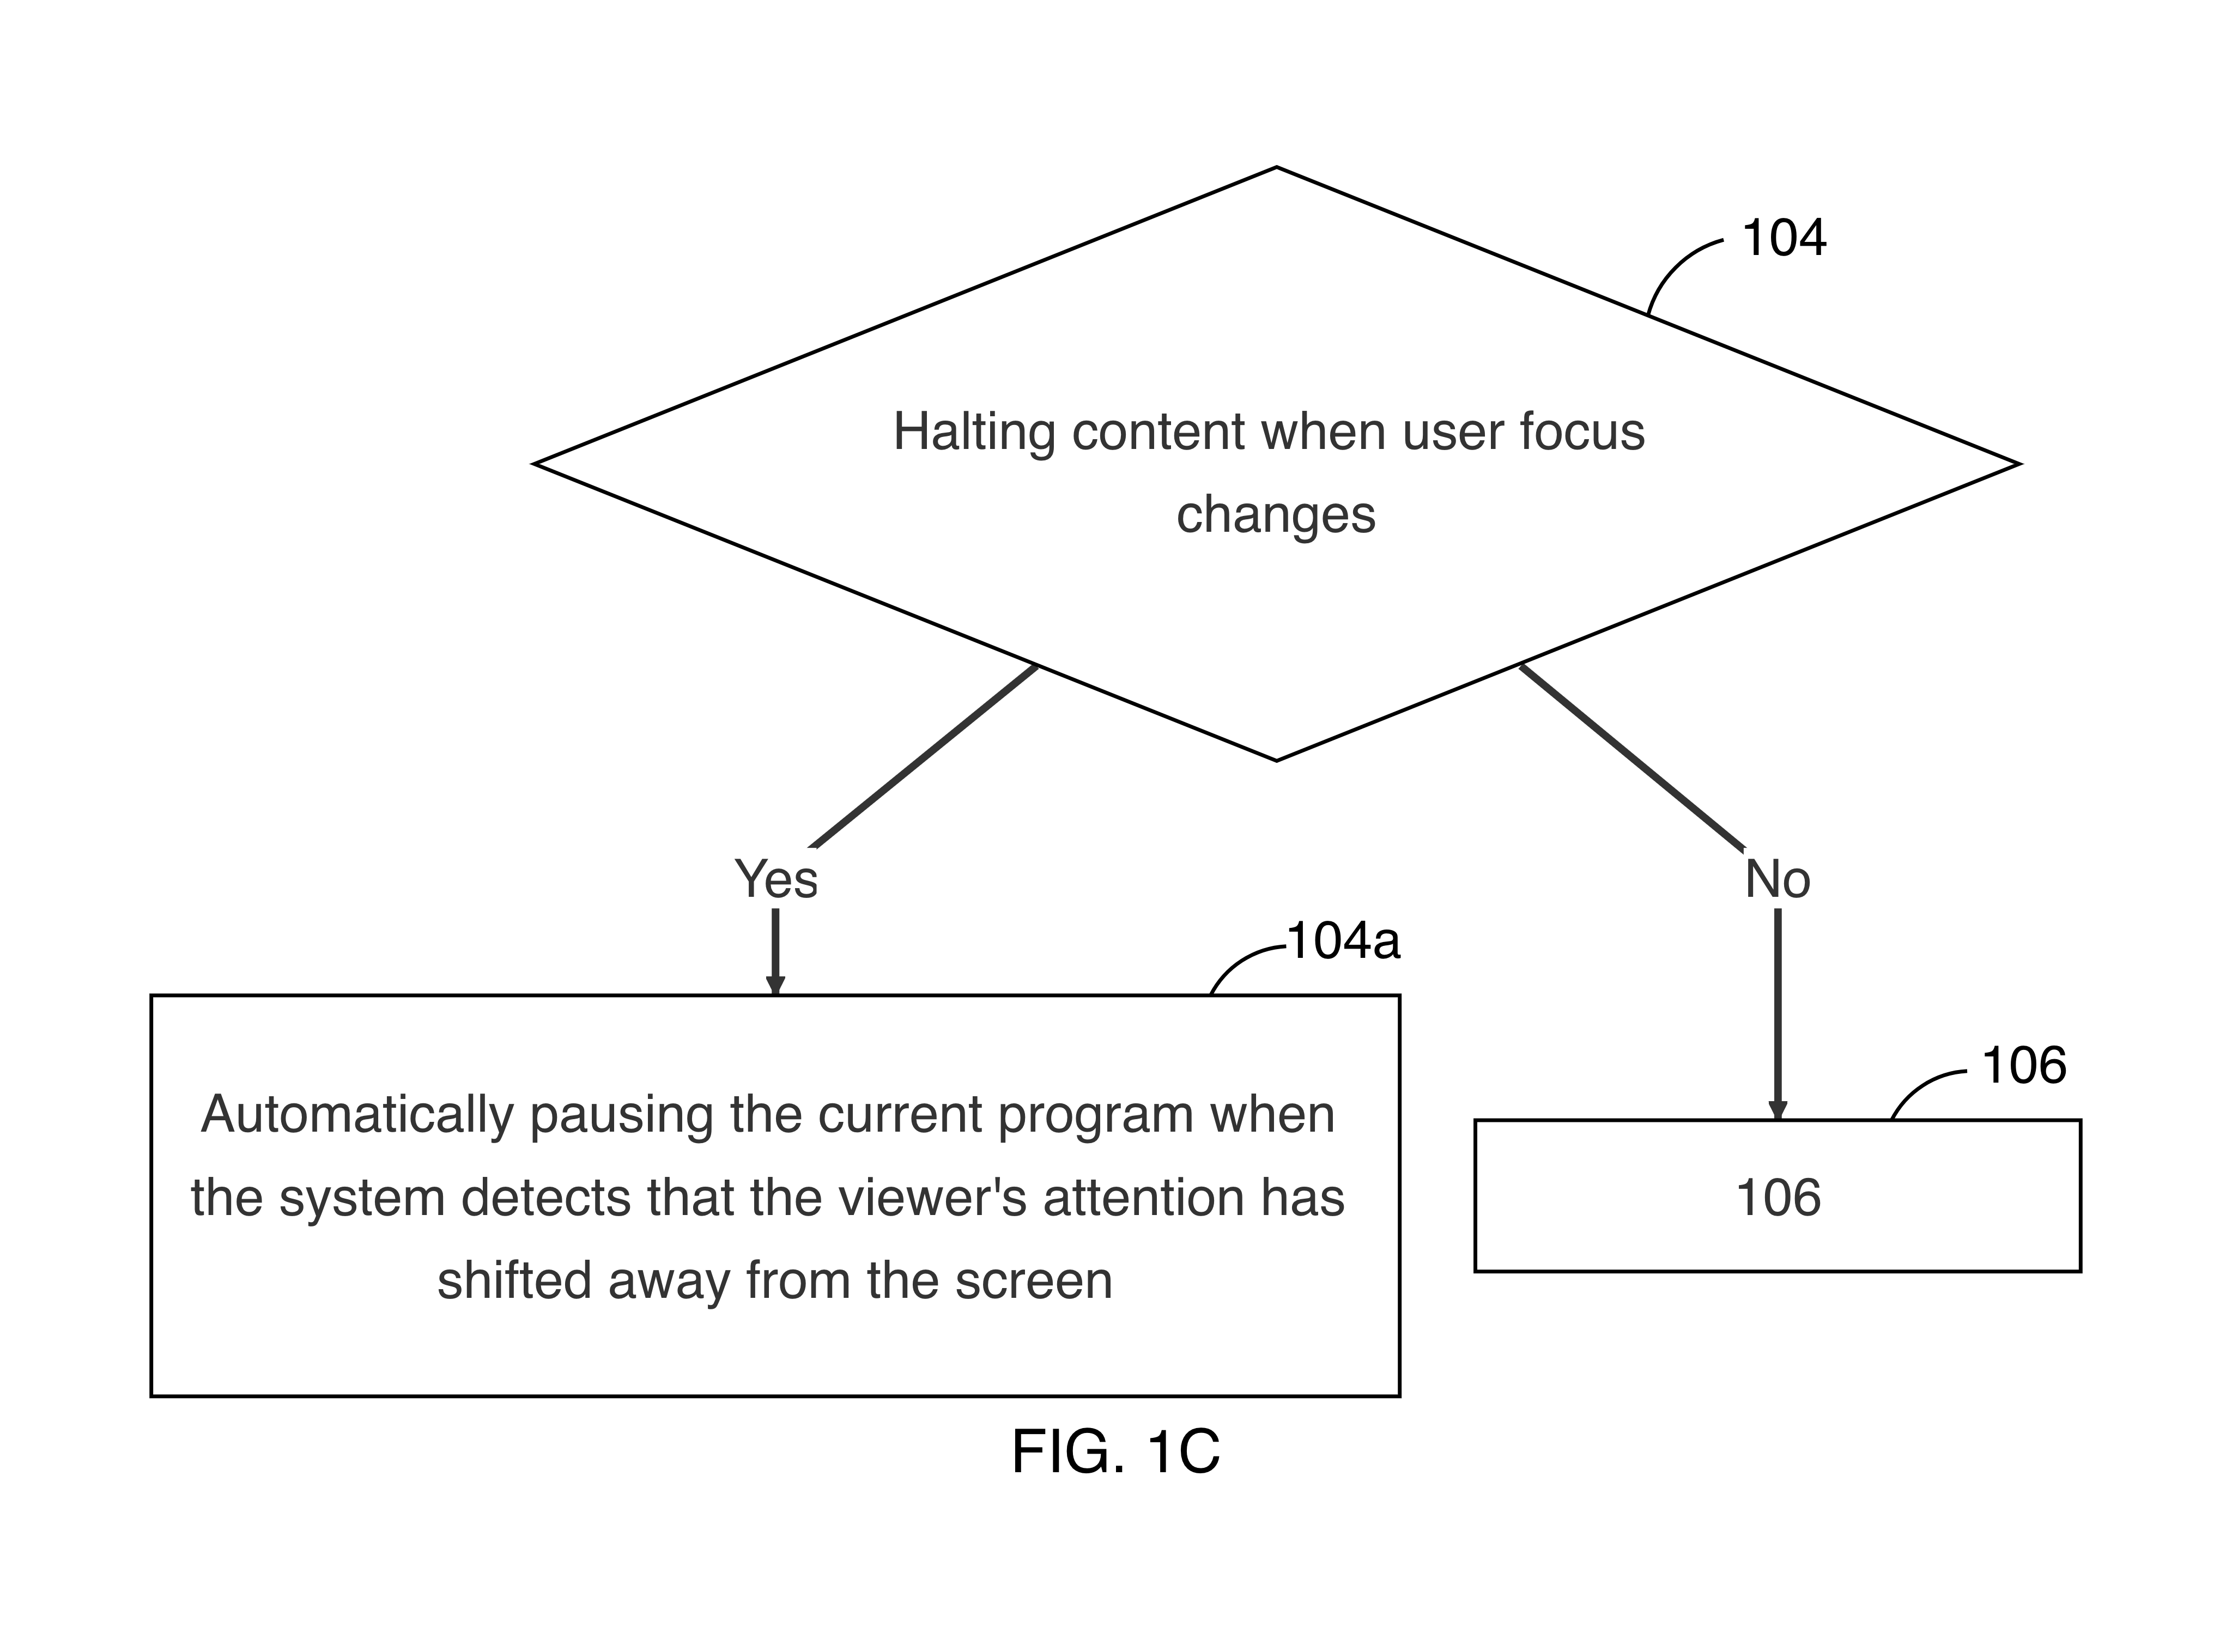 104
Halting content when user focus
changes
Yes
No
104a
106
Automatically pausing the current program when
the system detects that the viewer's attention has
shifted away from the screen
106
FIG. 1C